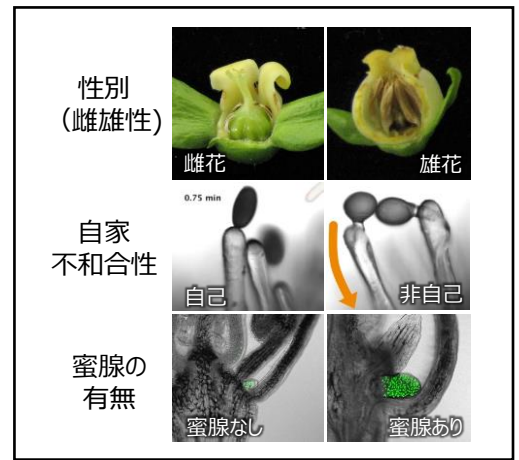 性別
（雌雄性)
雌花
雄花
0.75 min
自家
不和合性
自己
非自己
蜜腺の
有無
蜜腺なし
蜜腺あり